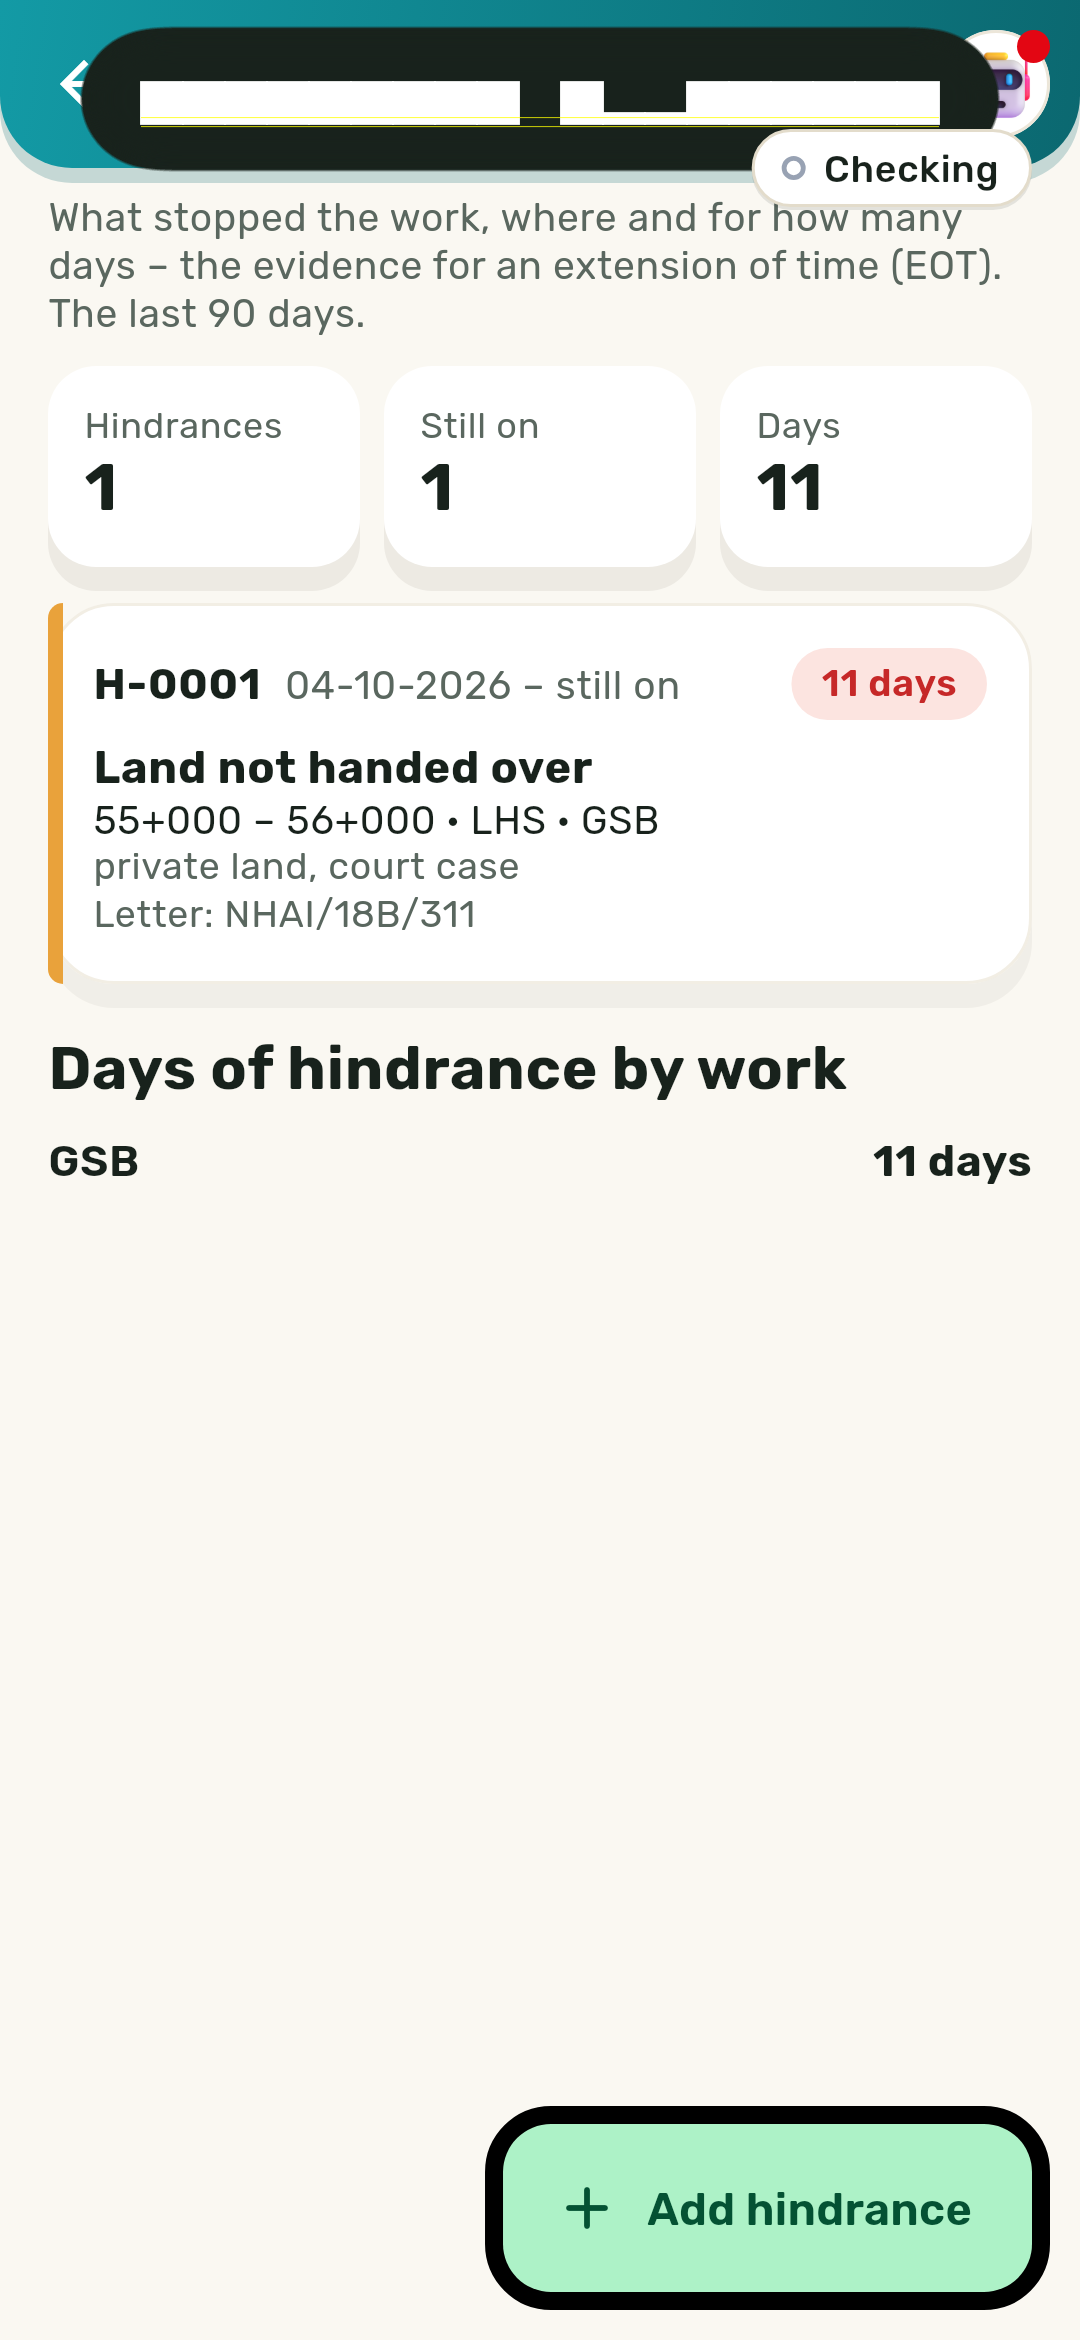 Checking
What stopped the work, where and for how many
days – the evidence for an extension of time (EOT).
The last 90 days.
Hindrances
1
Still on
1
Days
11
H-0001 04-10-2026 – still on
11 days
Land not handed over
55+000 – 56+000 • LHS • GSB
private land, court case
Letter: NHAI/18B/311
Days of hindrance by work
GSB
11 days
Add hindrance